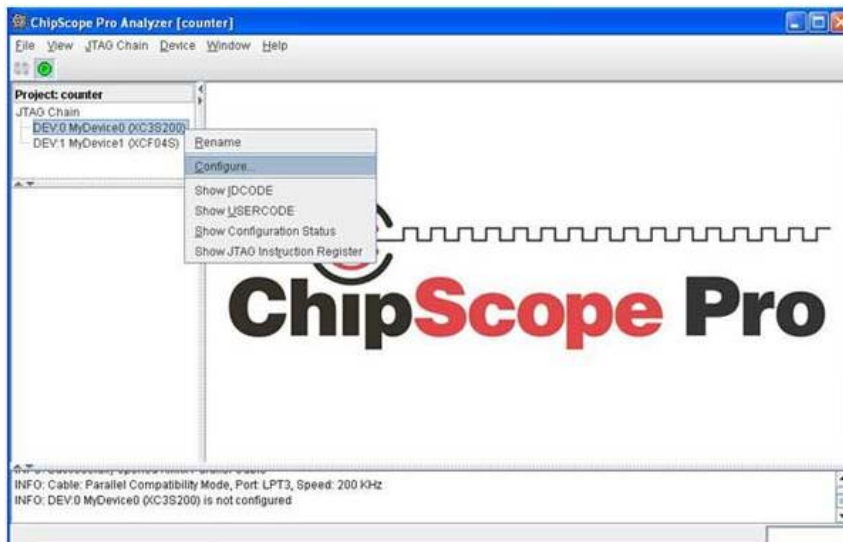 ChipScope Pro Analyzer [counter]
File View JTAG Chain Device Window Help
Project: counter
JTAG Chain
DEV:0 MyDevice0 (XC3S200)
DEV:1 MyDevice1 (XCF04S)
Rename
Configure...
Show IDCODE
Show USERCODE
Show Configuration Status
Show JTAG Instruction Register
ChipScope Pro
INFO: Cable: Parallel Compatibility Mode, Port: LPT3, Speed: 200 KHz
INFO: DEV:0 MyDevice0 (XC3S200) is not configured